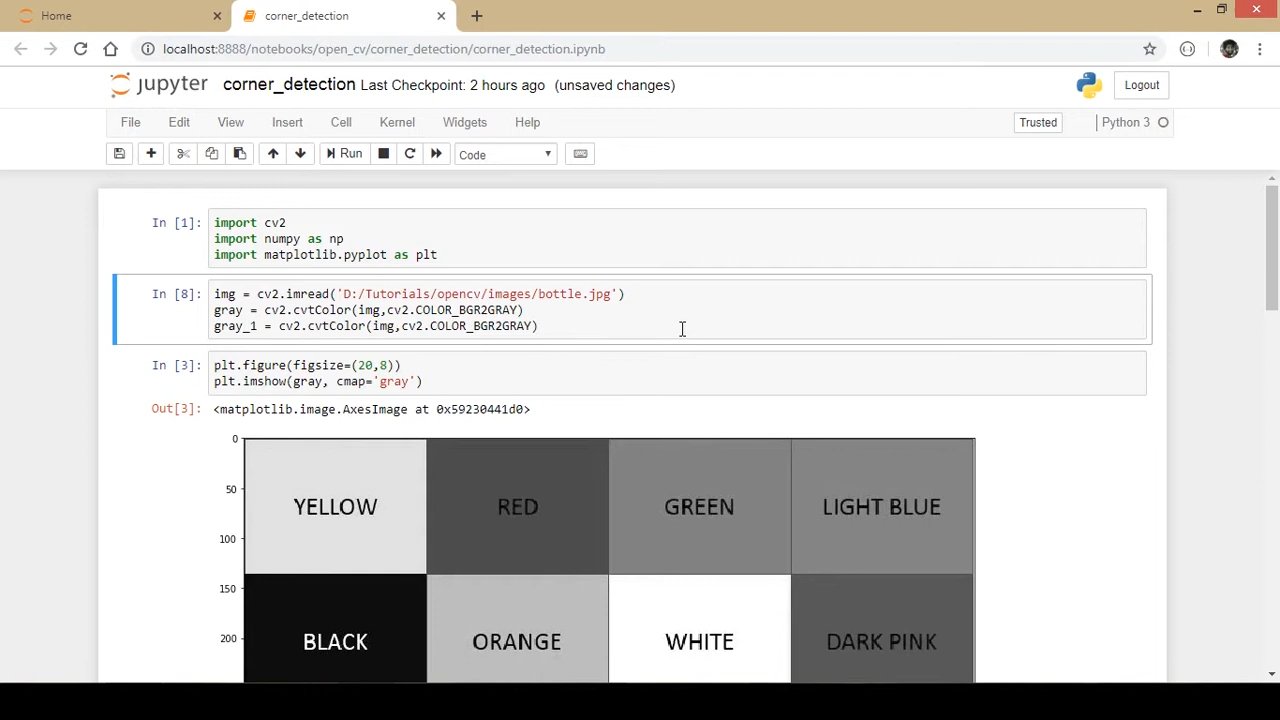 Home
corner_detection
localhost:8888/notebooks/open_cv/corner_detection/corner_detection.ipynb
jupyter corner_detection Last Checkpoint: 2 hours ago (unsaved changes)
Logout
File Edit View Insert Cell Kernel Widgets Help
Trusted
Python 3
Run
Code
In [1]:
import cv2
import numpy as np
import matplotlib.pyplot as plt
In [8]:
img = cv2.imread('D:/Tutorials/opencv/images/bottle.jpg')
gray = cv2.cvtColor(img,cv2.COLOR_BGR2GRAY)
gray_1 = cv2.cvtColor(img,cv2.COLOR_BGR2GRAY)
In [3]:
plt.figure(figsize=(20,8))
plt.imshow(gray, cmap='gray')
Out[3]:
<matplotlib.image.AxesImage at 0x59230441d0>
0
50
YELLOW RED GREEN LIGHT BLUE
100
150
200
BLACK ORANGE WHITE DARK PINK